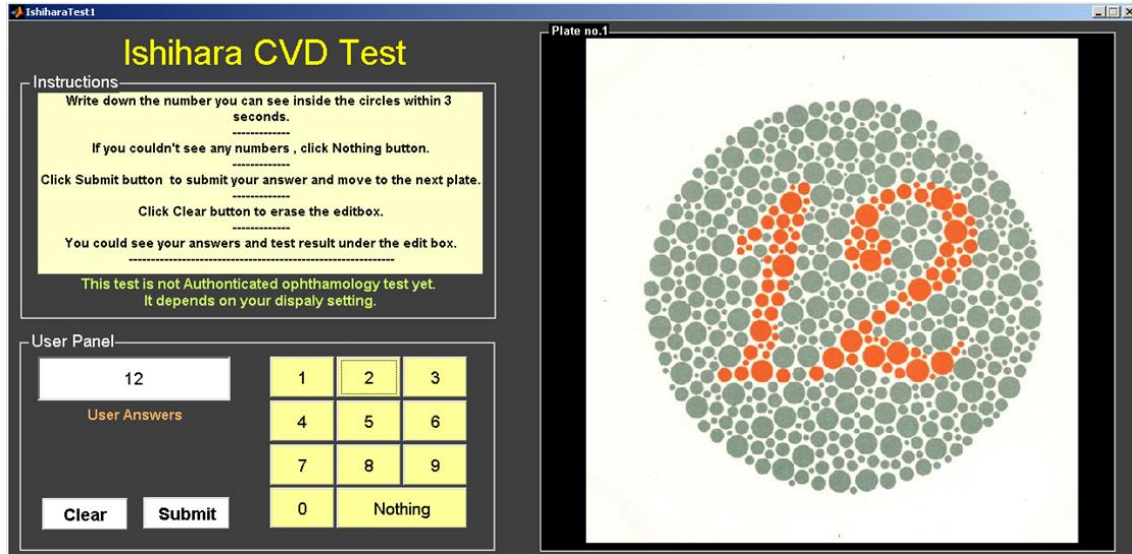 IshiharaTest1
Ishihara CVD Test
Instructions
Write down the number you can see inside the circles within 3
seconds.
-------------
If you couldn't see any numbers , click Nothing button.
-------------
Click Submit button to submit your answer and move to the next plate.
-------------
Click Clear button to erase the editbox.
-------------
You could see your answers and test result under the edit box.
------------------------------------------------------------
This test is not Authonticated ophthamology test yet.
It depends on your dispaly setting.
User Panel
12
User Answers
1 2 3
4 5 6
7 8 9
0 Nothing
Clear Submit
Plate no.1
12